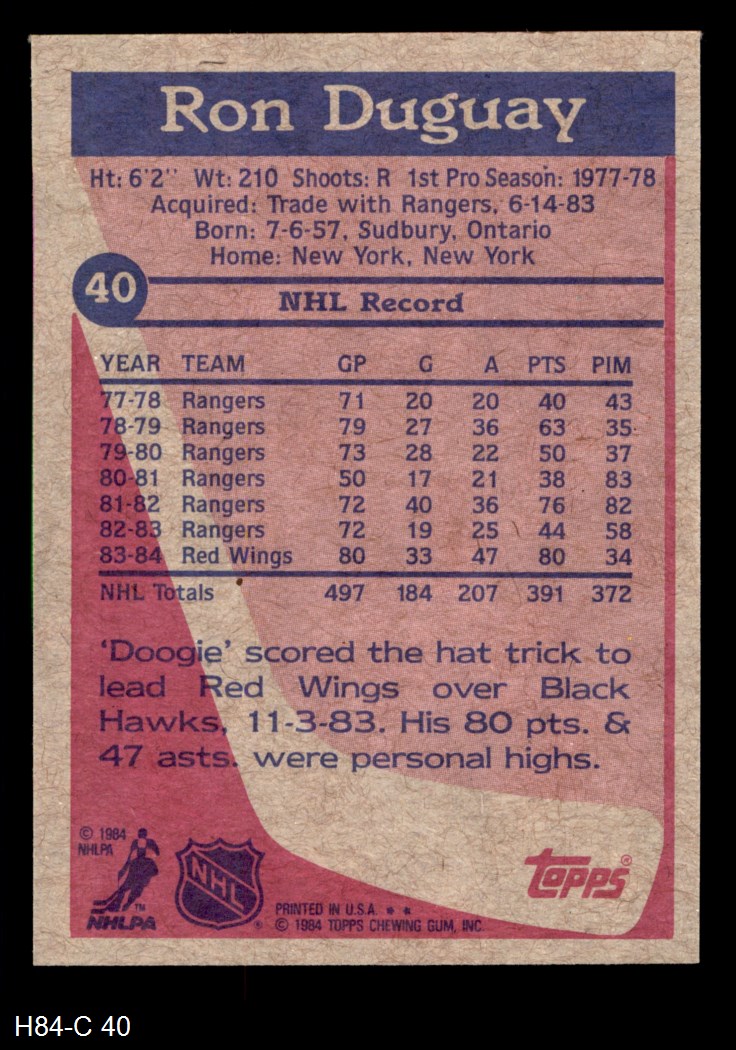 Ron Duguay
Ht: 6'2" Wt: 210 Shoots: R 1st Pro Season: 1977-78
Acquired: Trade with Rangers, 6-14-83
Born: 7-6-57, Sudbury, Ontario
Home: New York, New York
40
NHL Record
YEAR TEAM GP G A PTS PIM
77-78 Rangers 71 20 20 40 43
78-79 Rangers 79 27 36 63 35
79-80 Rangers 73 28 22 50 37
80-81 Rangers 50 17 21 38 83
81-82 Rangers 72 40 36 76 82
82-83 Rangers 72 19 25 44 58
83-84 Red Wings 80 33 47 80 34
NHL Totals 497 184 207 391 372
'Doogie' scored the hat trick to
lead Red Wings over Black
Hawks, 11-3-83. His 80 pts. &
47 asts. were personal highs.
© 1984
NHLPA
TM
NHLPA
NHL
®
PRINTED IN U.S.A. * *
© 1984 TOPPS CHEWING GUM, INC.
topps®
H84-C 40